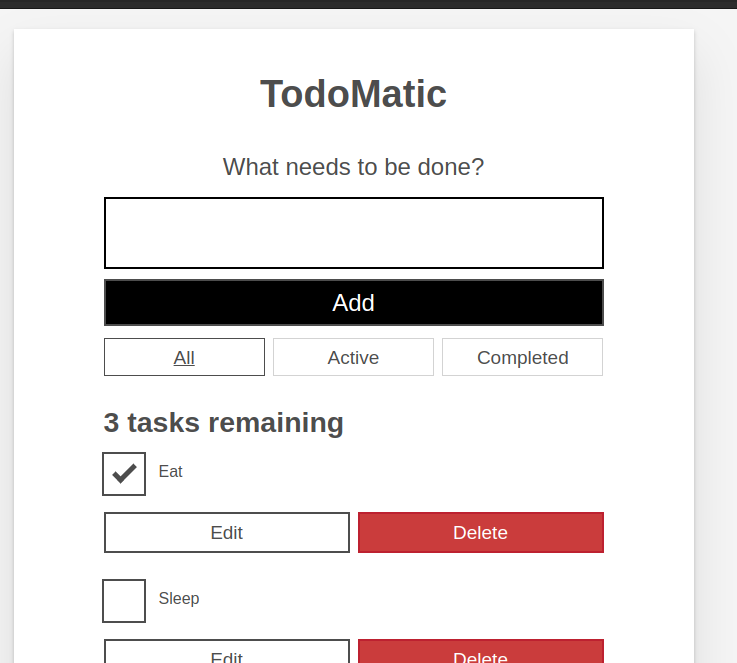 TodoMatic
What needs to be done?
Add
All Active Completed
3 tasks remaining
Eat
Edit Delete
Sleep
Edit Delete